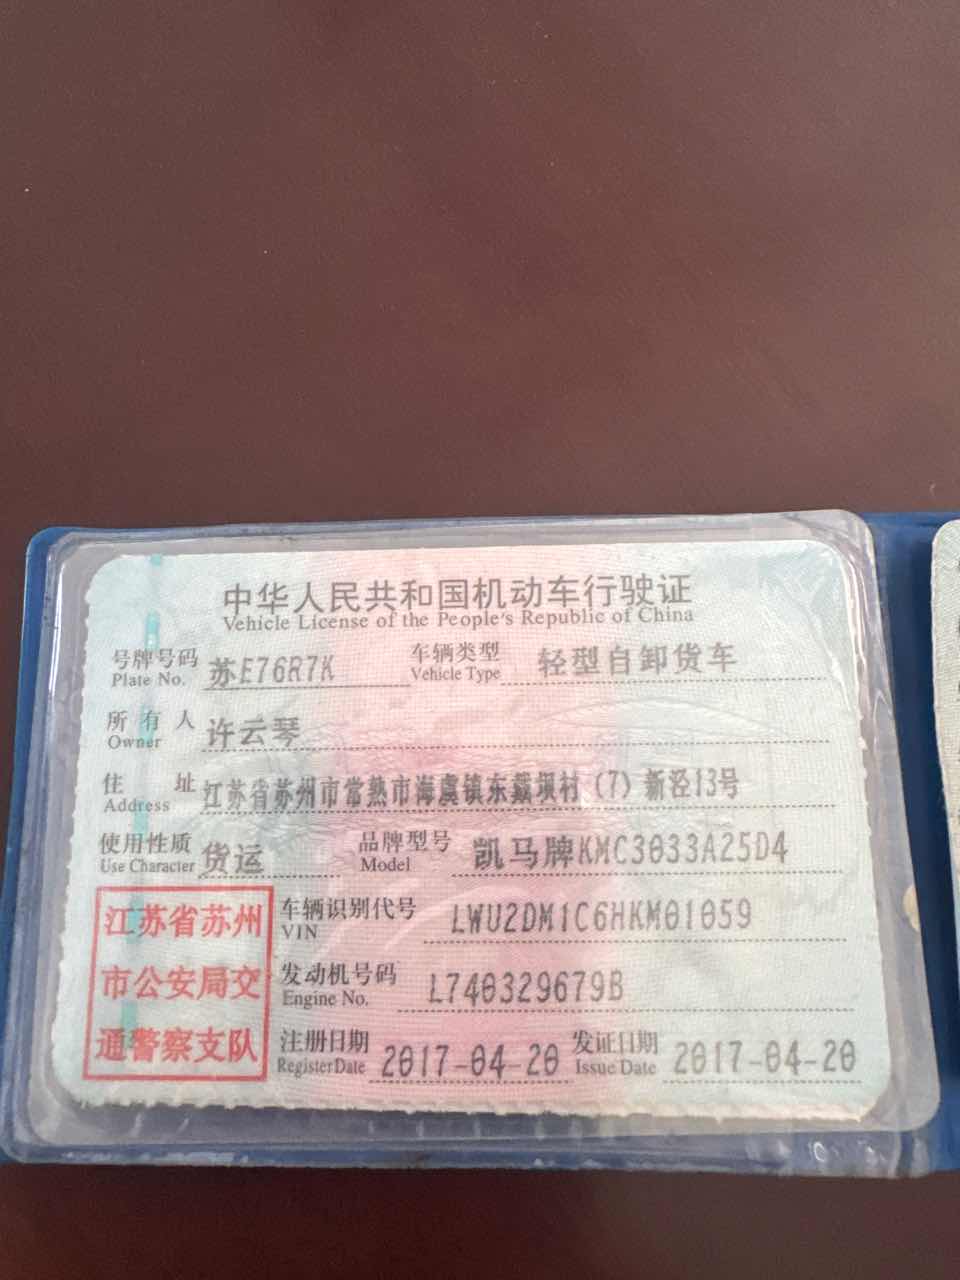 中华人民共和国机动车行驶证
Vehicle License of the People's Republic of China
号牌号码 苏E76R7K 车辆类型 轻型自卸货车
Plate No. Vehicle Type
所有人 许云琴
Owner
住址 江苏省苏州市常熟市海虞镇东戴坝村(7)新泾13号
Address
使用性质 货运 品牌型号 凯马牌KMC3033A25D4
Use Character Model
江苏省苏州
市公安局交
通警察支队
车辆识别代号 LWU2DM1C6HKM01059
VIN
发动机号码 L740329679B
Engine No.
注册日期 2017-04-20 发证日期 2017-04-20
Register Date Issue Date